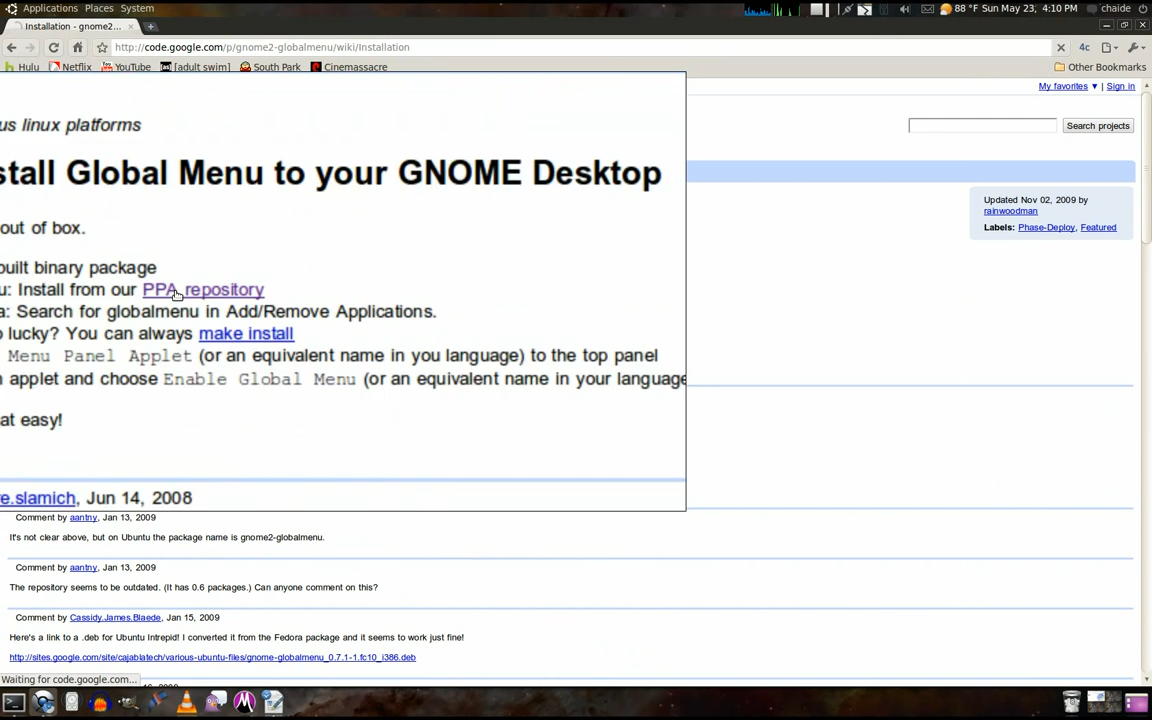 Applications Places System
88 °F Sun May 23, 4:10 PM chaide
Installation - gnome2...
http://code.google.com/p/gnome2-globalmenu/wiki/Installation
4c
Hulu Netflix YouTube [adult swim] South Park Cinemassacre Other Bookmarks
My favorites ▼ | Sign in
Search projects
us linux platforms
stall Global Menu to your GNOME Desktop
Updated Nov 02, 2009 by
rainwoodman
Labels: Phase-Deploy, Featured
out of box.
built binary package
u: Install from our PPA repository
a: Search for globalmenu in Add/Remove Applications.
o lucky? You can always make install
Menu Panel Applet (or an equivalent name in you language) to the top panel
n applet and choose Enable Global Menu (or an equivalent name in your language
at easy!
re.slamich, Jun 14, 2008
Comment by aantny, Jan 13, 2009
It's not clear above, but on Ubuntu the package name is gnome2-globalmenu.
Comment by aantny, Jan 13, 2009
The repository seems to be outdated. (It has 0.6 packages.) Can anyone comment on this?
Comment by Cassidy.James.Blaede, Jan 15, 2009
Here's a link to a .deb for Ubuntu Intrepid! I converted it from the Fedora package and it seems to work just fine!
http://sites.google.com/site/cajablatech/various-ubuntu-files/gnome-globalmenu_0.7.1-1.fc10_i386.deb
Waiting for code.google.com...